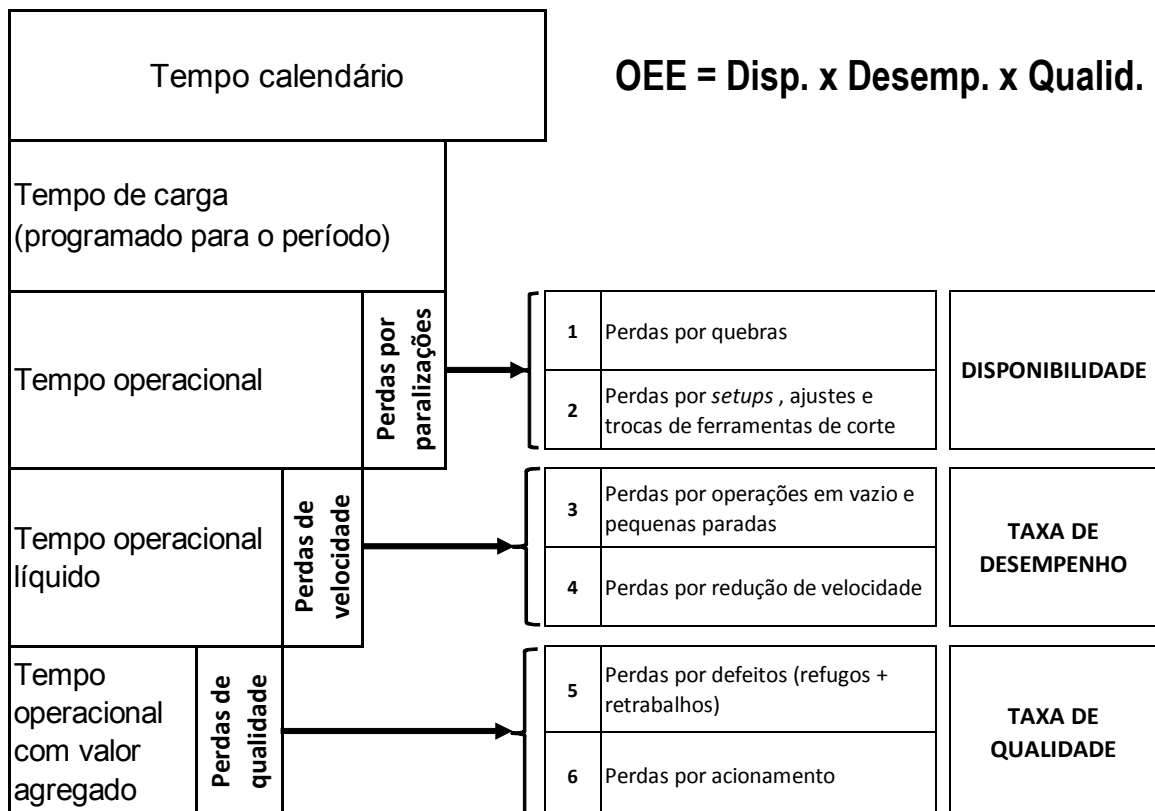 Tempo calendário
OEE = Disp. x Desemp. x Qualid.
Tempo de carga
(programado para o período)
Tempo operacional
Perdas por
paralizações
1
Perdas por quebras
2
Perdas por setups , ajustes e
trocas de ferramentas de corte
DISPONIBILIDADE
Tempo operacional
líquido
Perdas de
velocidade
3
Perdas por operações em vazio e
pequenas paradas
4
Perdas por redução de velocidade
TAXA DE
DESEMPENHO
Tempo
operacional
com valor
agregado
Perdas de
qualidade
5
Perdas por defeitos (refugos +
retrabalhos)
6
Perdas por acionamento
TAXA DE
QUALIDADE